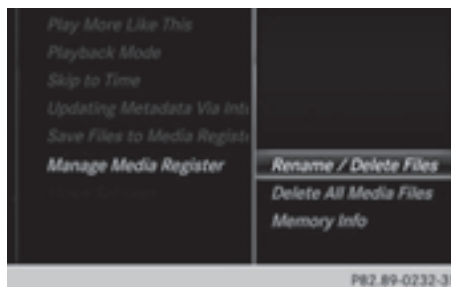 Play More Like This
Playback Mode
Skip to Time
Updating Metadata Via Int
Save Files to Media Regist
Manage Media Register
Rename / Delete Files
Delete All Media Files
Memory Info
P82.89-0232-3